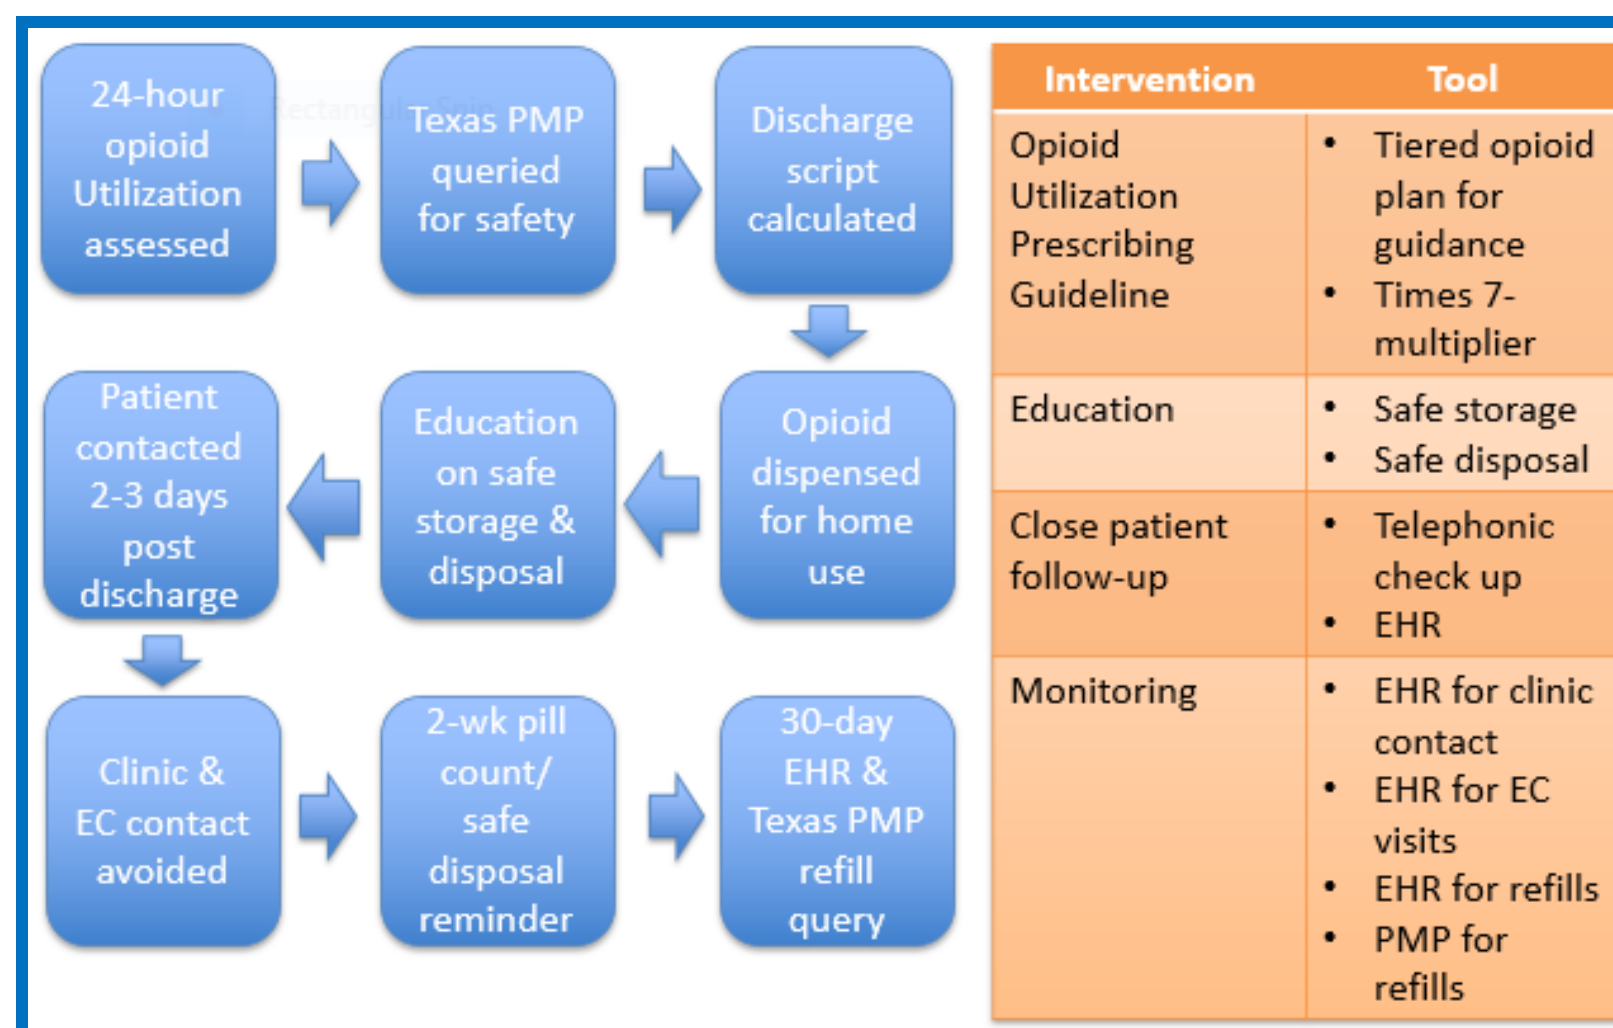 24-hour
opioid
Utilization
assessed
Rectangular Snip
Texas PMP
queried
for safety
Discharge
script
calculated
Opioid
dispensed
for home
use
Education
on safe
storage &
disposal
Patient
contacted
2-3 days
post
discharge
Clinic &
EC contact
avoided
2-wk pill
count/
safe
disposal
reminder
30-day
EHR &
Texas PMP
refill
query
Intervention Tool
Opioid
Utilization
Prescribing
Guideline
• Tiered opioid
plan for
guidance
• Times 7-
multiplier
Education
• Safe storage
• Safe disposal
Close patient
follow-up
• Telephonic
check up
• EHR
Monitoring
• EHR for clinic
contact
• EHR for EC
visits
• EHR for refills
• PMP for
refills